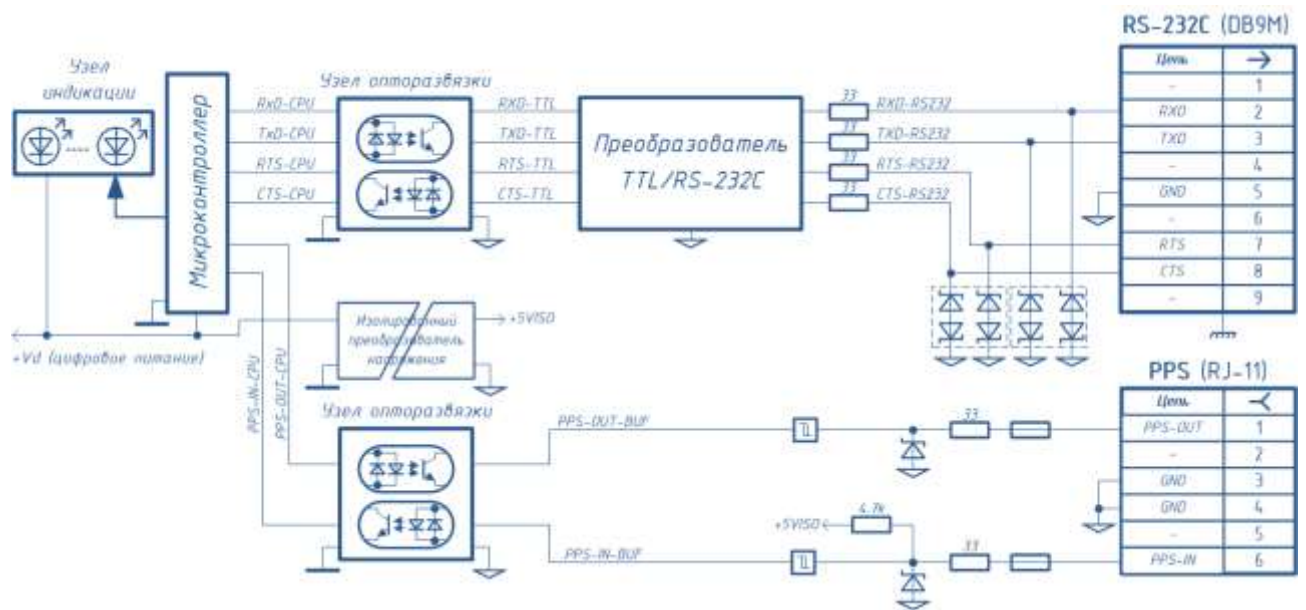 RS-232C (DB9M)
Узел
индикации
Микроконтроллер
Узел опторазвязки
RxD-CPU
TxD-CPU
RTS-CPU
CTS-CPU
RXD-TTL
TXD-TTL
RTS-TTL
CTS-TTL
Преобразователь
TTL/RS-232C
33
33
33
33
RXD-RS232
TXD-RS232
RTS-RS232
CTS-RS232
Цепь
- 1
RXD 2
TXD 3
- 4
GND 5
- 6
RTS 7
CTS 8
- 9
+Vd (цифровое питание)
Изолированный
преобразователь
напряжения
+5VISO
PPS-IN-CPU
PPS-OUT-CPU
Узел опторазвязки
PPS-OUT-BUF
33
+5VISO
4.7k
PPS-IN-BUF
33
PPS (RJ-11)
Цепь
PPS-OUT 1
- 2
GND 3
GND 4
- 5
PPS-IN 6